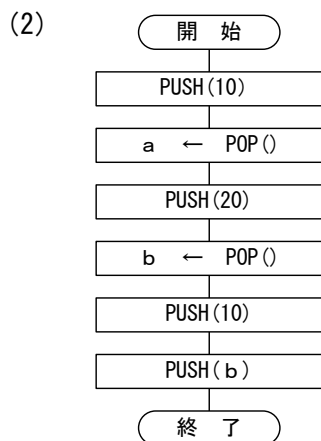 (2)
開 始
PUSH(10)
a ← POP()
PUSH(20)
b ← POP()
PUSH(10)
PUSH(b)
終 了